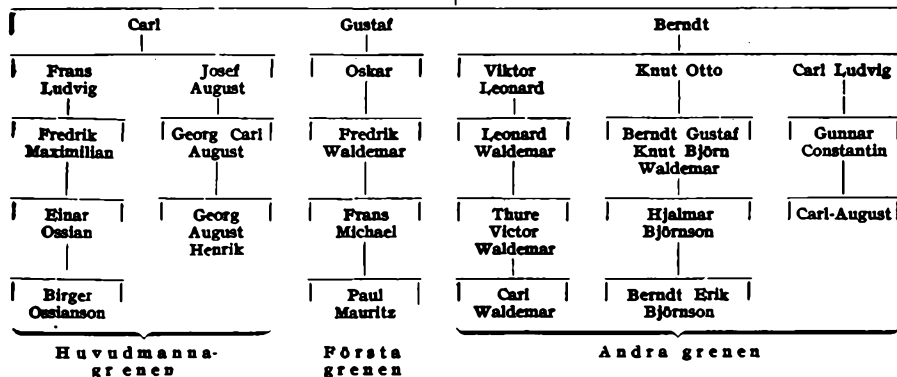 Carl Gustaf Berndt
Frans Josef Oskar Viktor Knut Otto Carl Ludvig
Ludvig August Leonard
Fredrik Georg Carl Fredrik Leonard Berndt Gustaf Gunnar
Maximilian August Waldemar Waldemar Knut Björn Constantin
Waldemar
Einar Georg Frans Thure Hjalmar Carl-August
Ossian August Michael Victor Björnson
Henrik Waldemar
Birger Paul Carl Berndt Erik
Ossianson Mauritz Waldemar Björnson
Huvudmanna- Första Andra grenen
grenen grenen